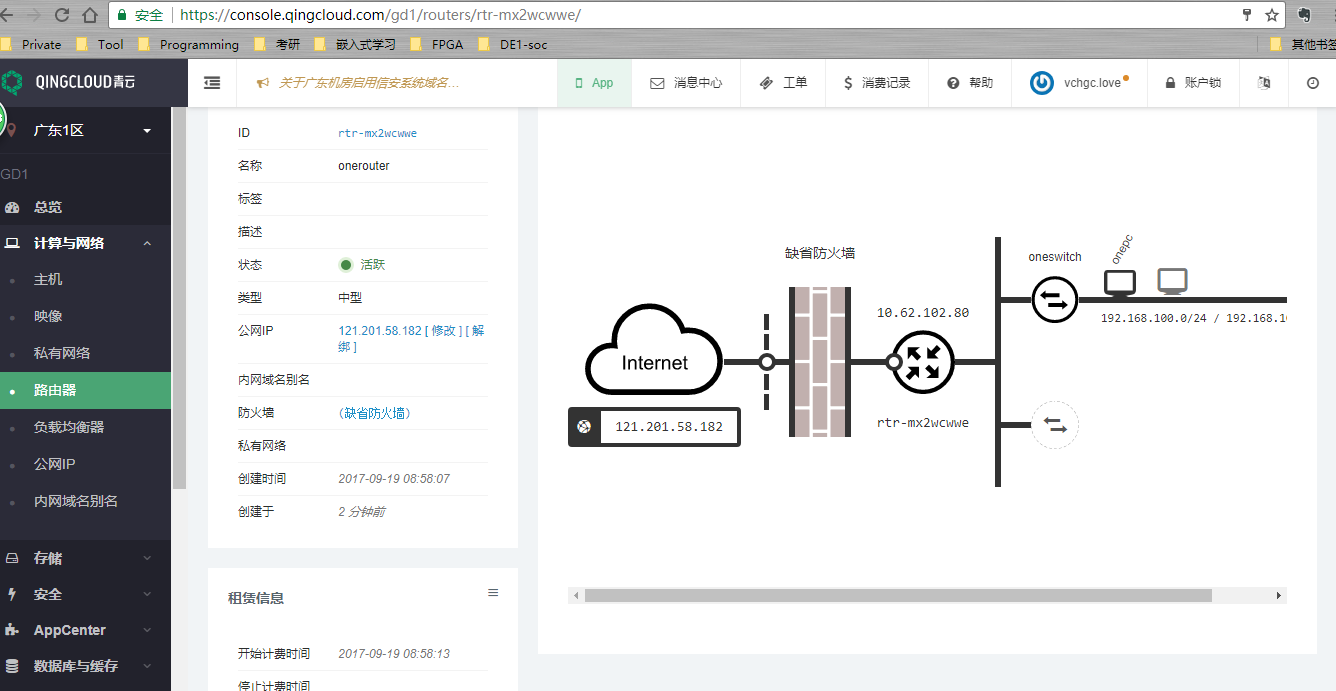 安全 https://console.qingcloud.com/gd1/routers/rtr-mx2wcwwe/
Private Tool Programming 考研 嵌入式学习 FPGA DE1-soc 其他书签
QINGCLOUD青云 关于广东机房启用信安系统域名... App 消息中心 工单 消费记录 帮助 vchgc.love 账户锁
广东1区
GD1
总览
计算与网络
主机
映像
私有网络
路由器
负载均衡器
公网IP
内网域名别名
存储
安全
AppCenter
数据库与缓存
ID rtr-mx2wcwwe
名称 onerouter
标签
描述
状态 活跃
类型 中型
公网IP 121.201.58.182 [ 修改 ] [ 解
绑 ]
内网域名别名
防火墙 (缺省防火墙)
私有网络
创建时间 2017-09-19 08:58:07
创建于 2 分钟前
租赁信息
开始计费时间 2017-09-19 08:58:13
停止计费时间
缺省防火墙
oneswitch
onepc
10.62.102.80
192.168.100.0/24 / 192.168.10
Internet
121.201.58.182
rtr-mx2wcwwe